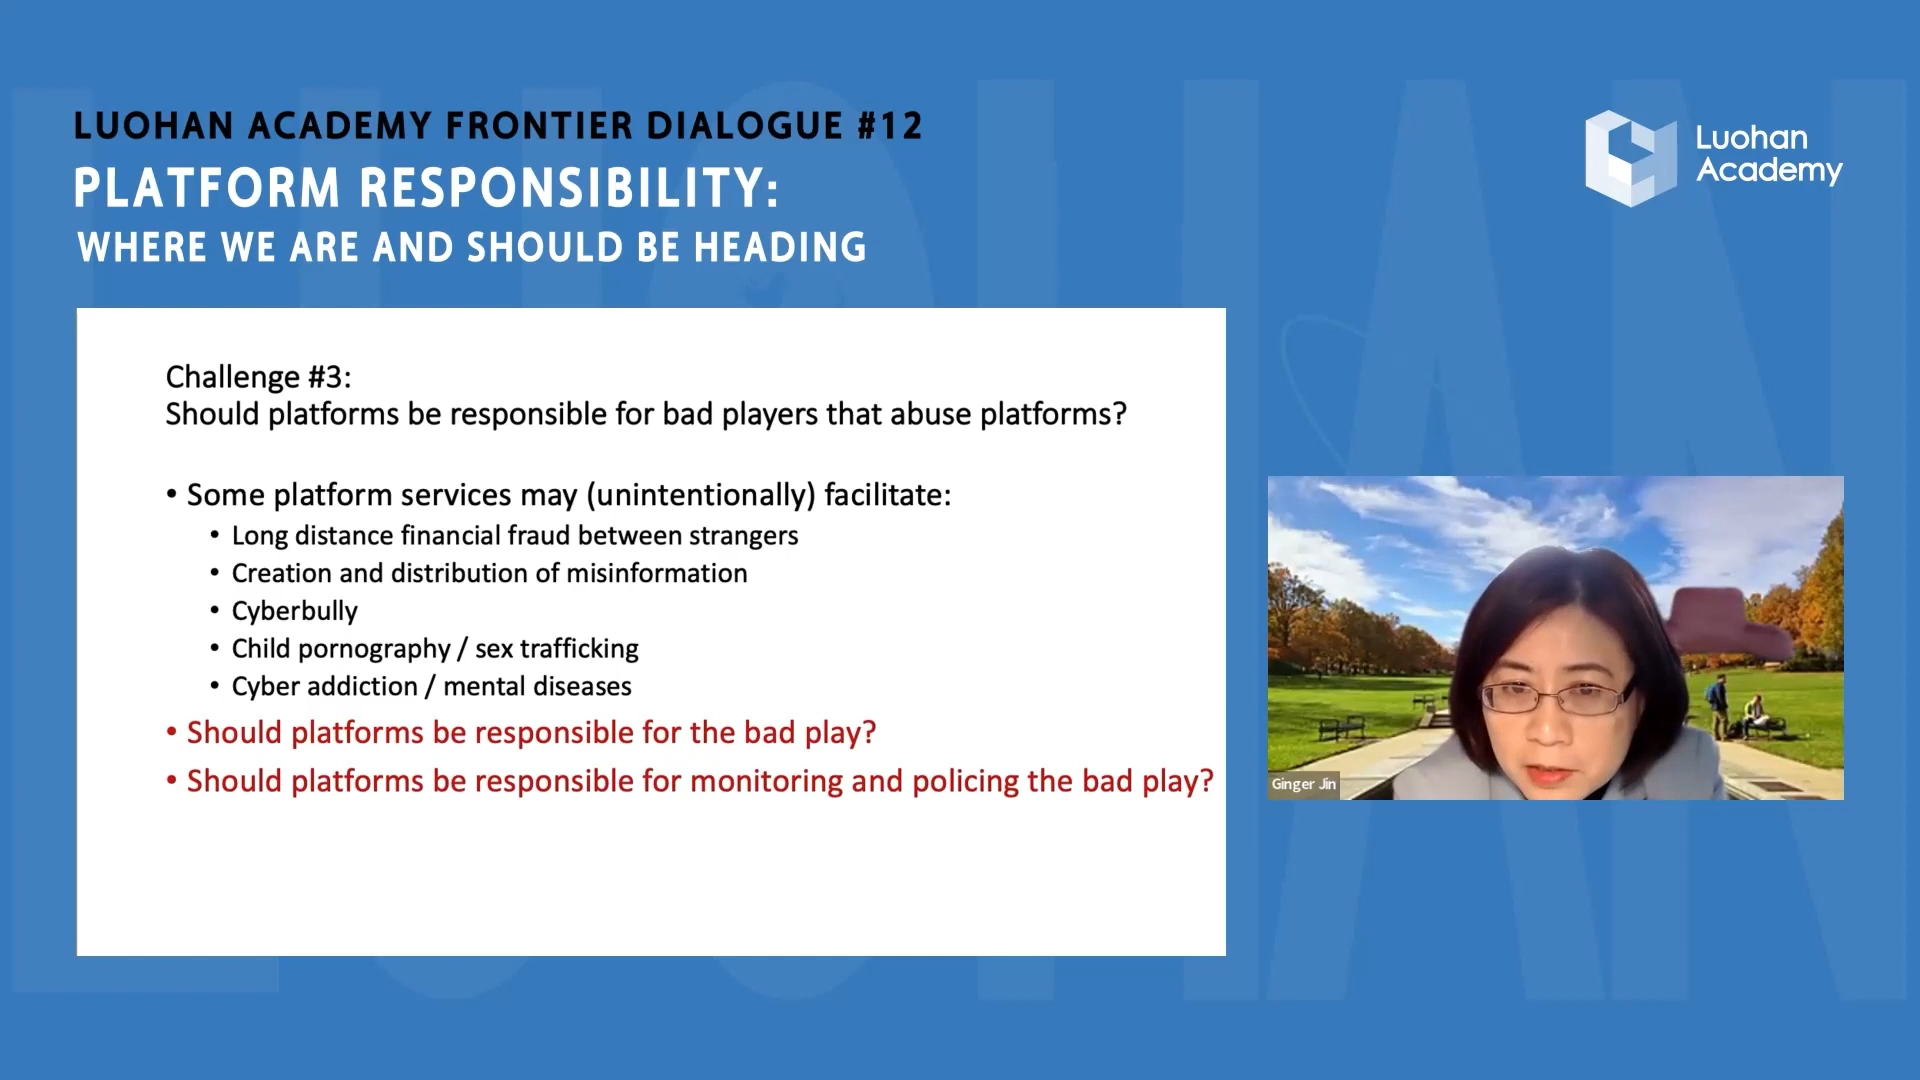 LUOHAN ACADEMY FRONTIER DIALOGUE #12
PLATFORM RESPONSIBILITY:
WHERE WE ARE AND SHOULD BE HEADING
Luohan
Academy
Challenge #3:
Should platforms be responsible for bad players that abuse platforms?
• Some platform services may (unintentionally) facilitate:
• Long distance financial fraud between strangers
• Creation and distribution of misinformation
• Cyberbully
• Child pornography / sex trafficking
• Cyber addiction / mental diseases
• Should platforms be responsible for the bad play?
• Should platforms be responsible for monitoring and policing the bad play?
Ginger Jin